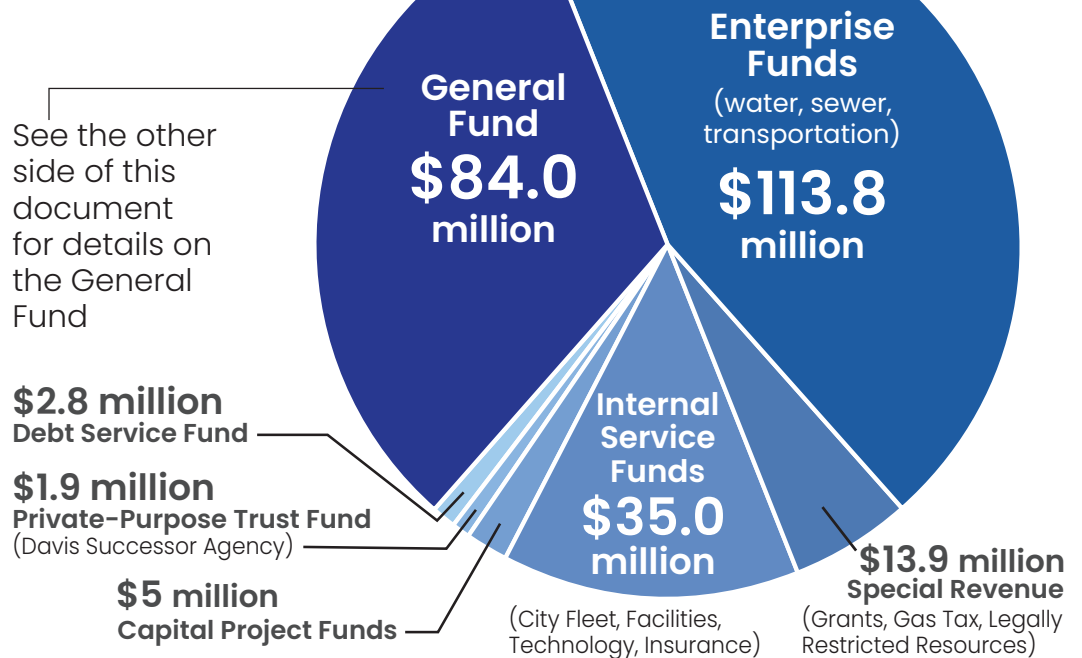 Enterprise
Funds
(water, sewer,
transportation)
$113.8
million
General
Fund
$84.0
million
See the other
side of this
document
for details on
the General
Fund
$2.8 million
Debt Service Fund
$1.9 million
Private-Purpose Trust Fund
(Davis Successor Agency)
$5 million
Capital Project Funds
Internal
Service
Funds
$35.0
million
(City Fleet, Facilities,
Technology, Insurance)
$13.9 million
Special Revenue
(Grants, Gas Tax, Legally
Restricted Resources)